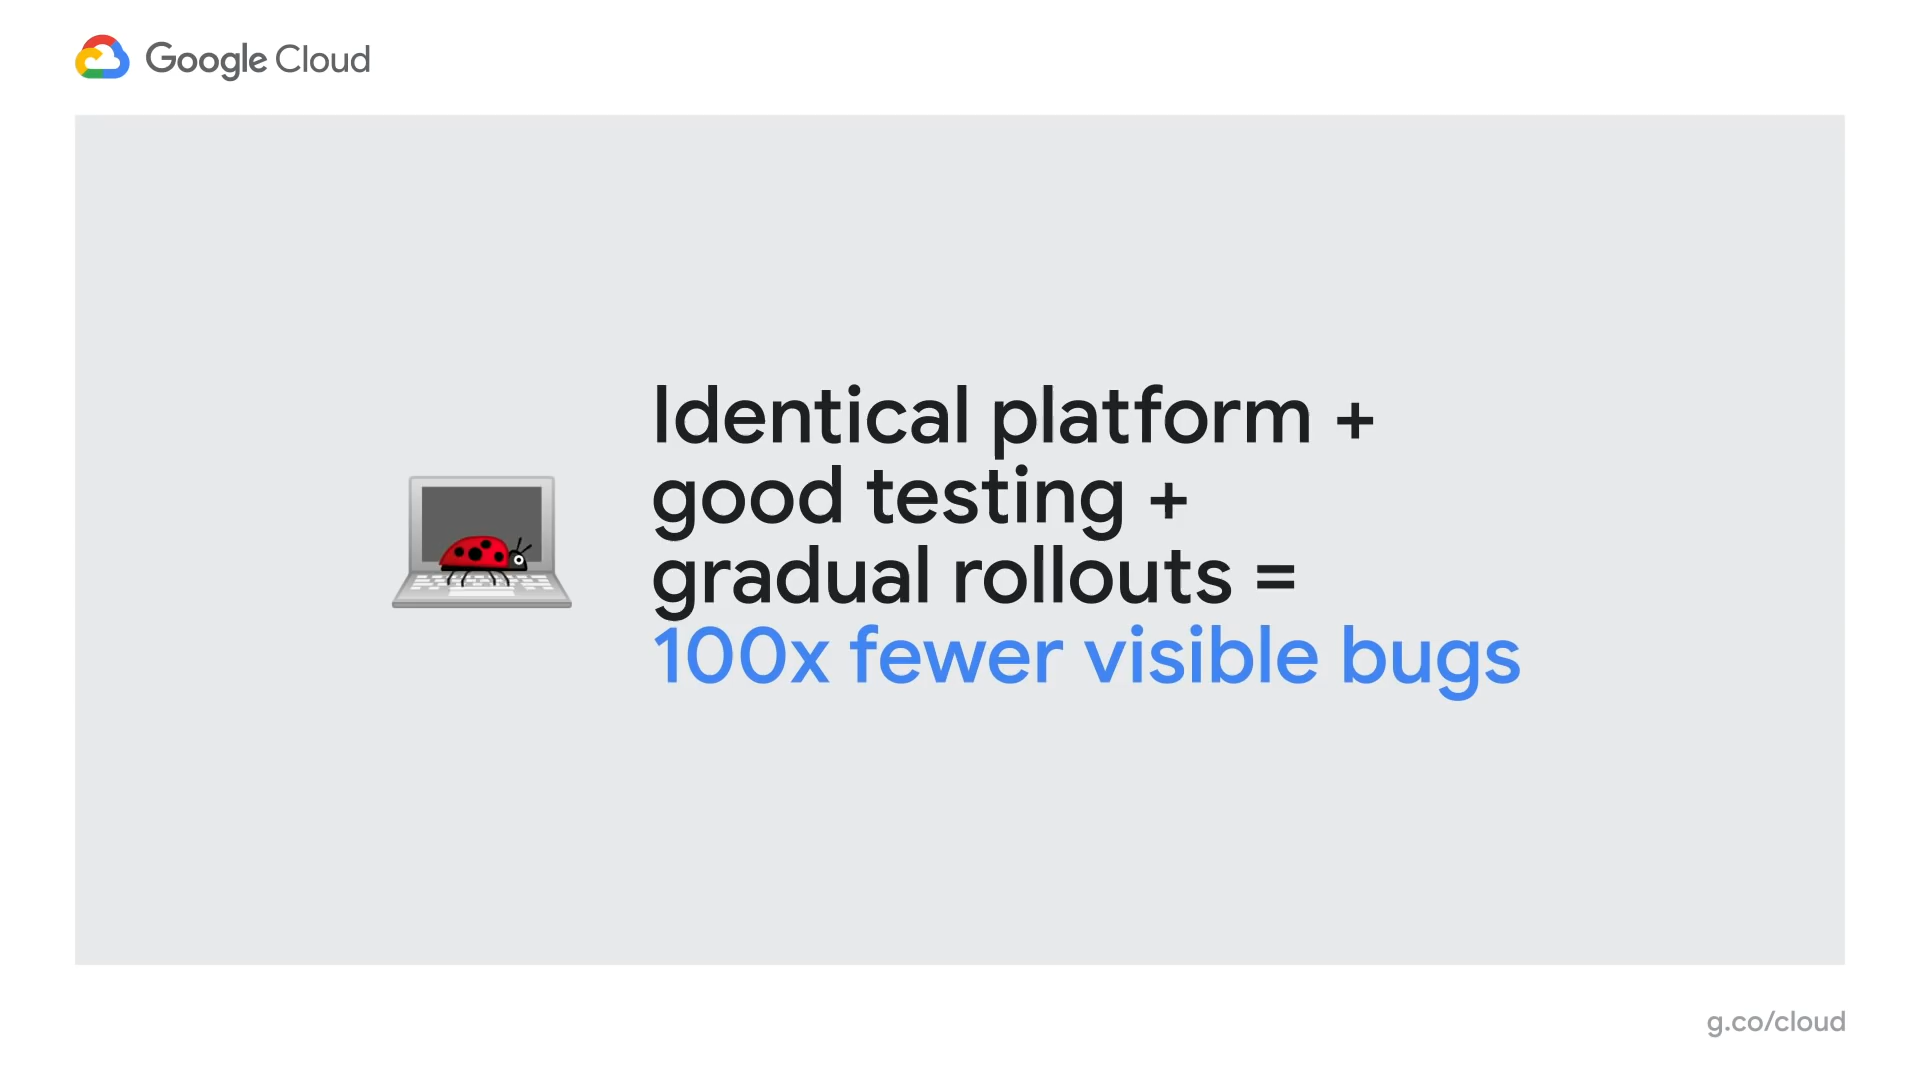 Google Cloud
Identical platform +
good testing +
gradual rollouts =
100x fewer visible bugs
g.co/cloud